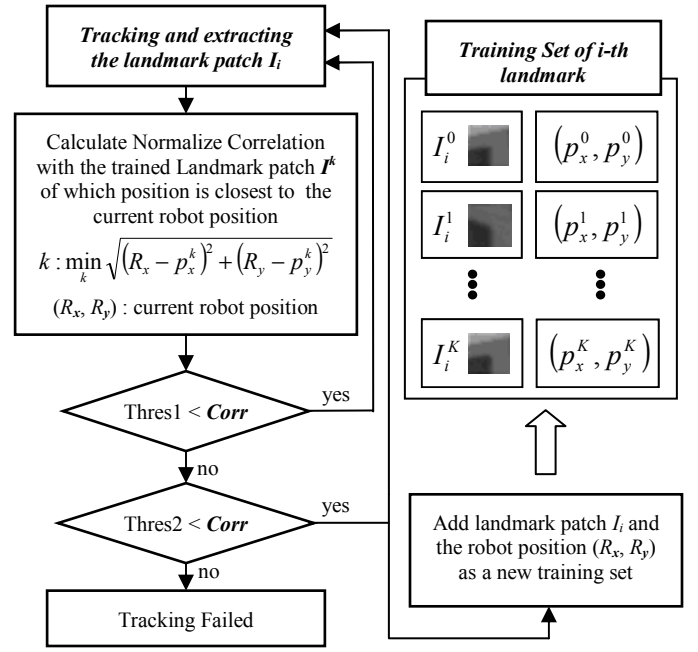 Tracking and extracting
the landmark patch I_i
Calculate Normalize Correlation
with the trained Landmark patch I^k
of which position is closest to the
current robot position
k : min_k √((R_x − p_x^k)^2 + (R_y − p_y^k)^2)
(R_x, R_y) : current robot position
Thres1 < Corr
yes
no
Thres2 < Corr
yes
no
Tracking Failed
Training Set of i-th
landmark
I_i^0 (p_x^0, p_y^0)
I_i^1 (p_x^1, p_y^1)
I_i^K (p_x^K, p_y^K)
Add landmark patch I_i and
the robot position (R_x, R_y)
as a new training set